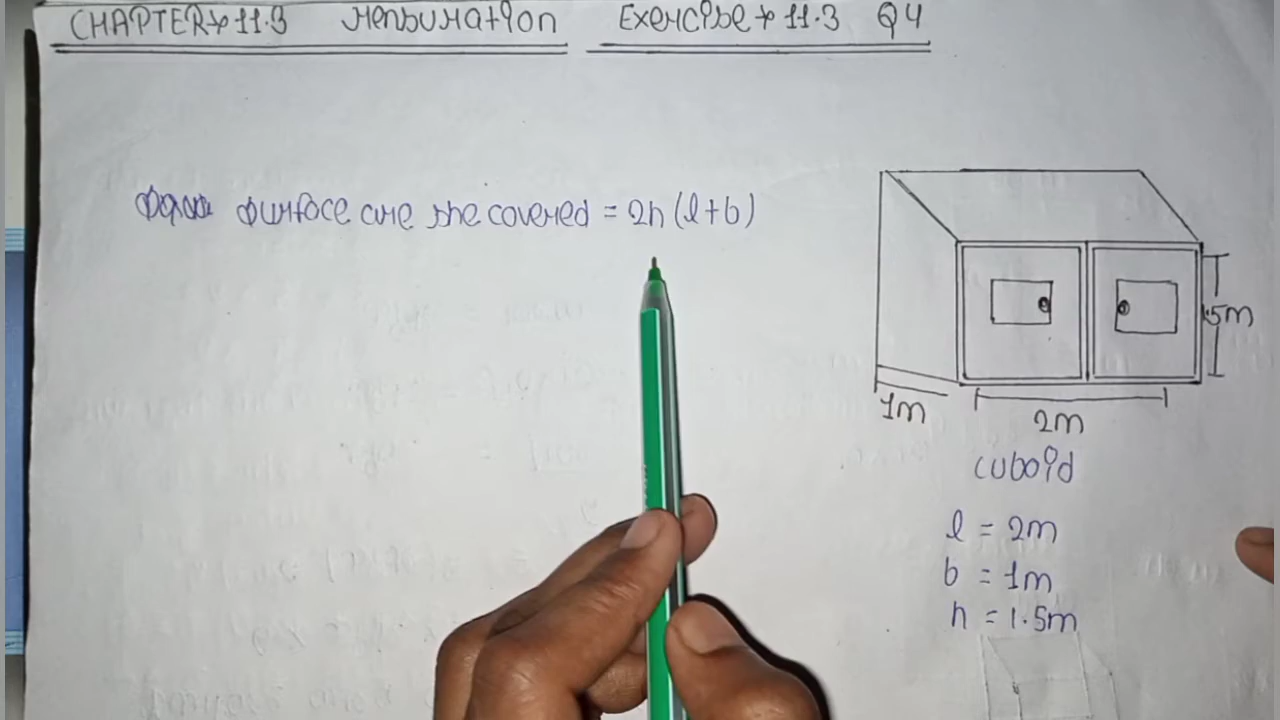 CHAPTER→11.3 Mensuration Exercise→11.3 Q4
surface are she covered = 2h (l+b)
.5m
1m
2m
cuboid
l = 2m
b = 1m
h = 1.5m